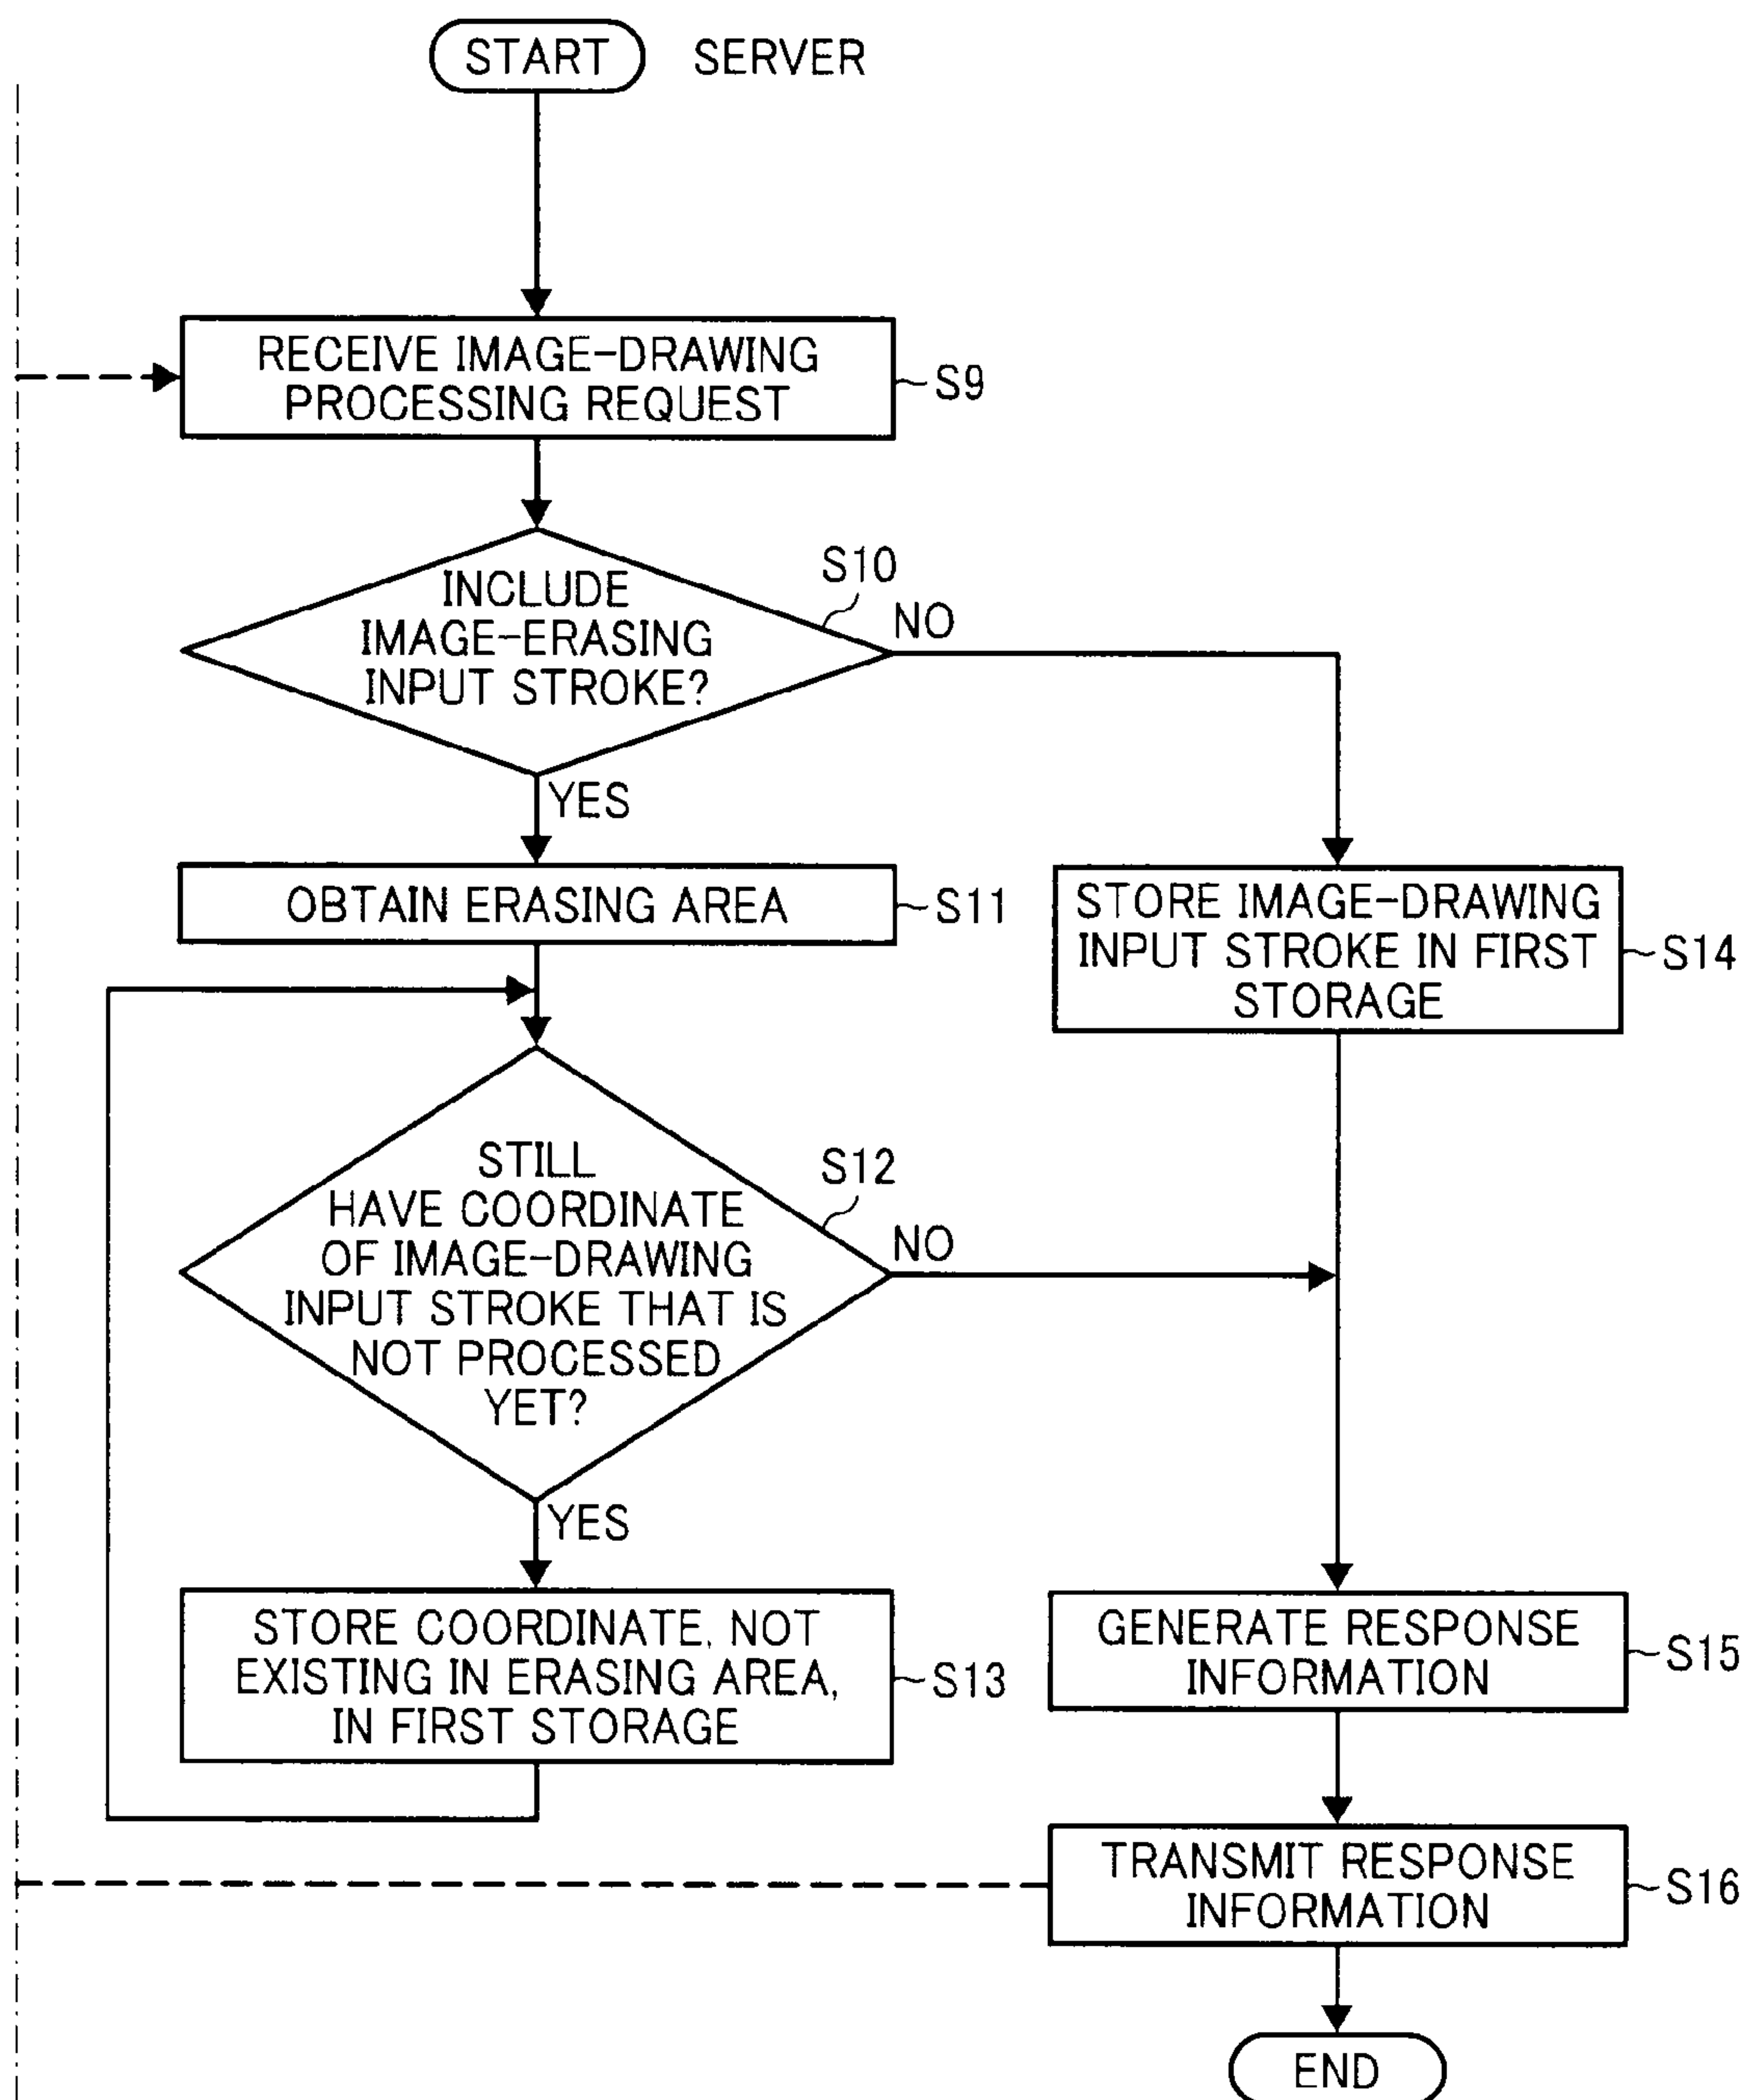 START SERVER
RECEIVE IMAGE-DRAWING
PROCESSING REQUEST
S9
S10
INCLUDE
IMAGE-ERASING
INPUT STROKE?
NO
YES
OBTAIN ERASING AREA
S11
STORE IMAGE-DRAWING
INPUT STROKE IN FIRST
STORAGE
S14
S12
STILL
HAVE COORDINATE
OF IMAGE-DRAWING
INPUT STROKE THAT IS
NOT PROCESSED
YET?
NO
YES
STORE COORDINATE, NOT
EXISTING IN ERASING AREA,
IN FIRST STORAGE
S13
GENERATE RESPONSE
INFORMATION
S15
TRANSMIT RESPONSE
INFORMATION
S16
END